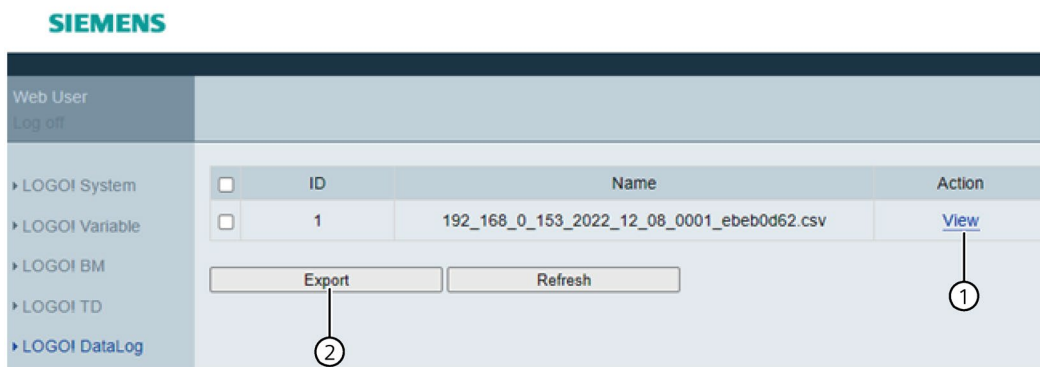 SIEMENS
Web User
Log off
LOGO! System
LOGO! Variable
LOGO! BM
LOGO! TD
LOGO! DataLog
ID Name Action
1 192_168_0_153_2022_12_08_0001_ebeb0d62.csv View
Export Refresh
1
2